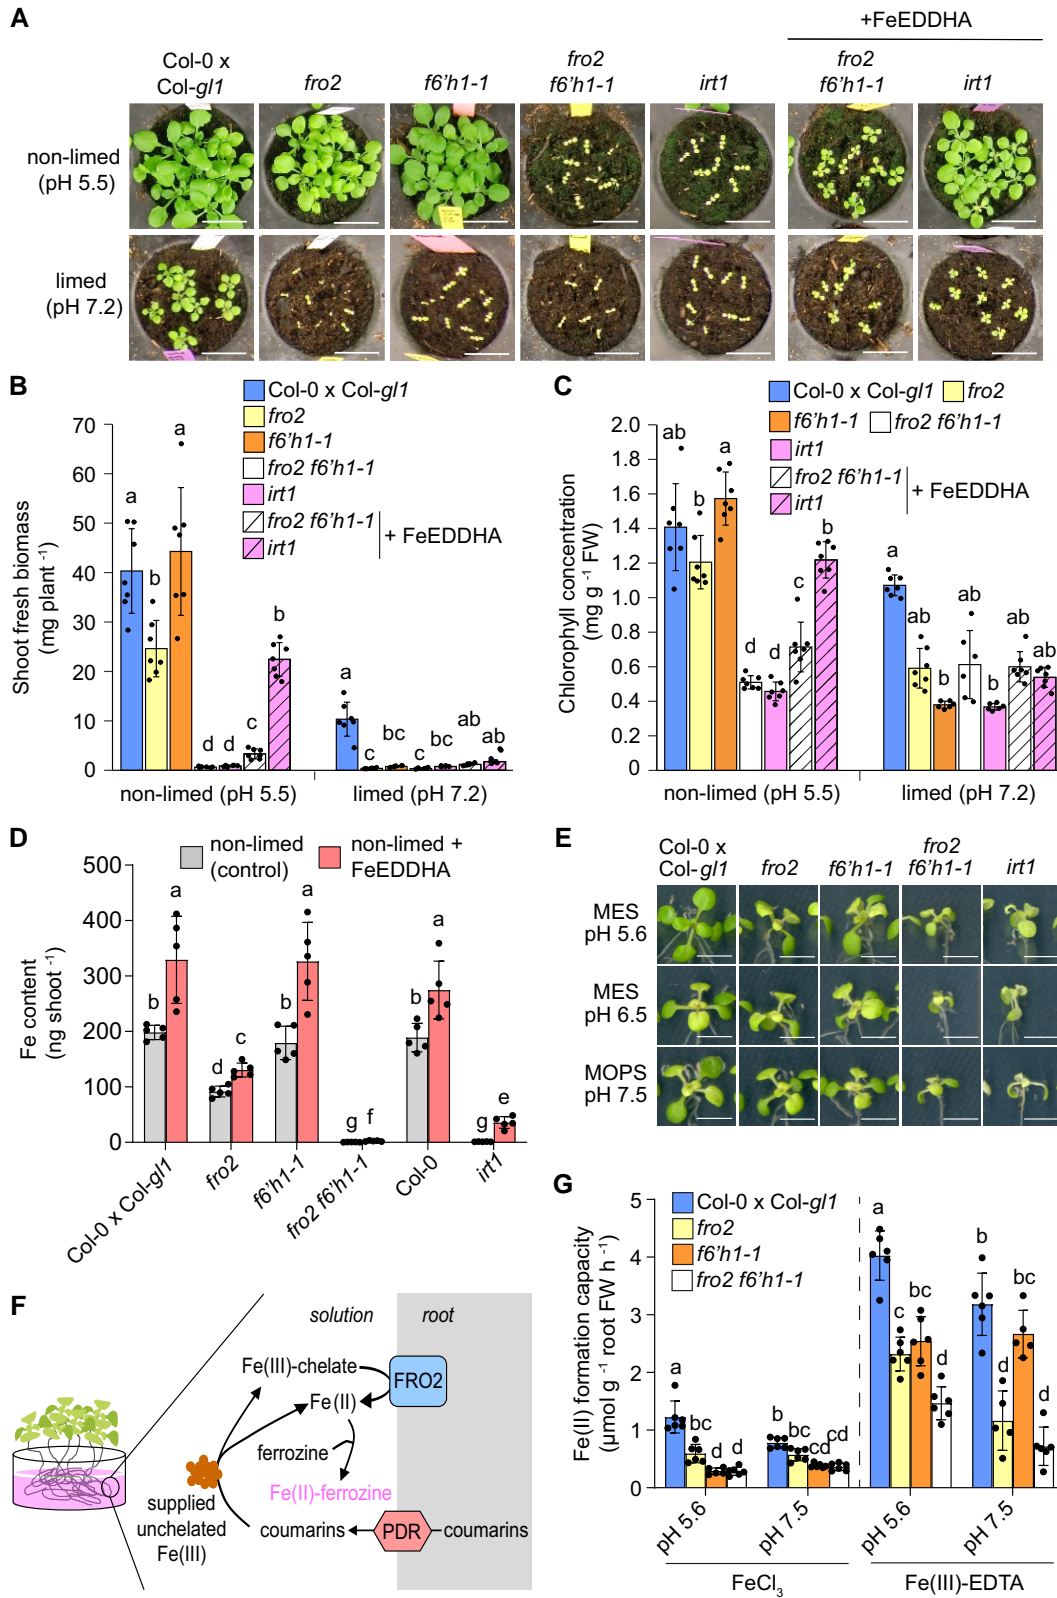 A
+FeEDDHA
Col-0 x
Col-gl1
fro2
f6'h1-1
fro2
f6'h1-1
irt1
fro2
f6'h1-1
irt1
non-limed
(pH 5.5)
limed
(pH 7.2)
B
Col-0 x Col-gl1
fro2
f6'h1-1
fro2 f6'h1-1
irt1
fro2 f6'h1-1
irt1
+ FeEDDHA
Shoot fresh biomass
(mg plant -1)
70
60
50
40
30
20
10
0
a
b
a
d
d
c
b
a
c
bc
c
bc
ab
ab
non-limed (pH 5.5)
limed (pH 7.2)
C
Col-0 x Col-gl1
fro2
f6'h1-1
fro2 f6'h1-1
irt1
fro2 f6'h1-1
irt1
+ FeEDDHA
Chlorophyll concentration
(mg g -1 FW)
2.0
1.8
1.6
1.4
1.2
1.0
0.8
0.6
0.4
0.2
0
ab
b
a
d
d
c
b
a
ab
b
ab
b
ab
ab
non-limed (pH 5.5)
limed (pH 7.2)
D
non-limed
(control)
non-limed +
FeEDDHA
Fe content
(ng shoot -1)
500
400
300
200
100
0
b
a
d
c
b
a
g
f
b
a
g
e
Col-0 x Col-gl1
fro2
f6'h1-1
fro2 f6'h1-1
Col-0
irt1
E
Col-0 x
Col-gl1
fro2
f6'h1-1
fro2
f6'h1-1
irt1
MES
pH 5.6
MES
pH 6.5
MOPS
pH 7.5
F
solution
root
Fe(III)-chelate
FRO2
Fe(II)
ferrozine
Fe(II)-ferrozine
supplied
unchelated
Fe(III)
coumarins
PDR
coumarins
G
Col-0 x Col-gl1
fro2
f6'h1-1
fro2 f6'h1-1
Fe(II) formation capacity
(µmol g -1 root FW h -1)
5
4
3
2
1
0
a
bc
d
d
b
bc
cd
cd
a
c
bc
d
b
d
bc
d
pH 5.6
pH 7.5
pH 5.6
pH 7.5
FeCl3
Fe(III)-EDTA